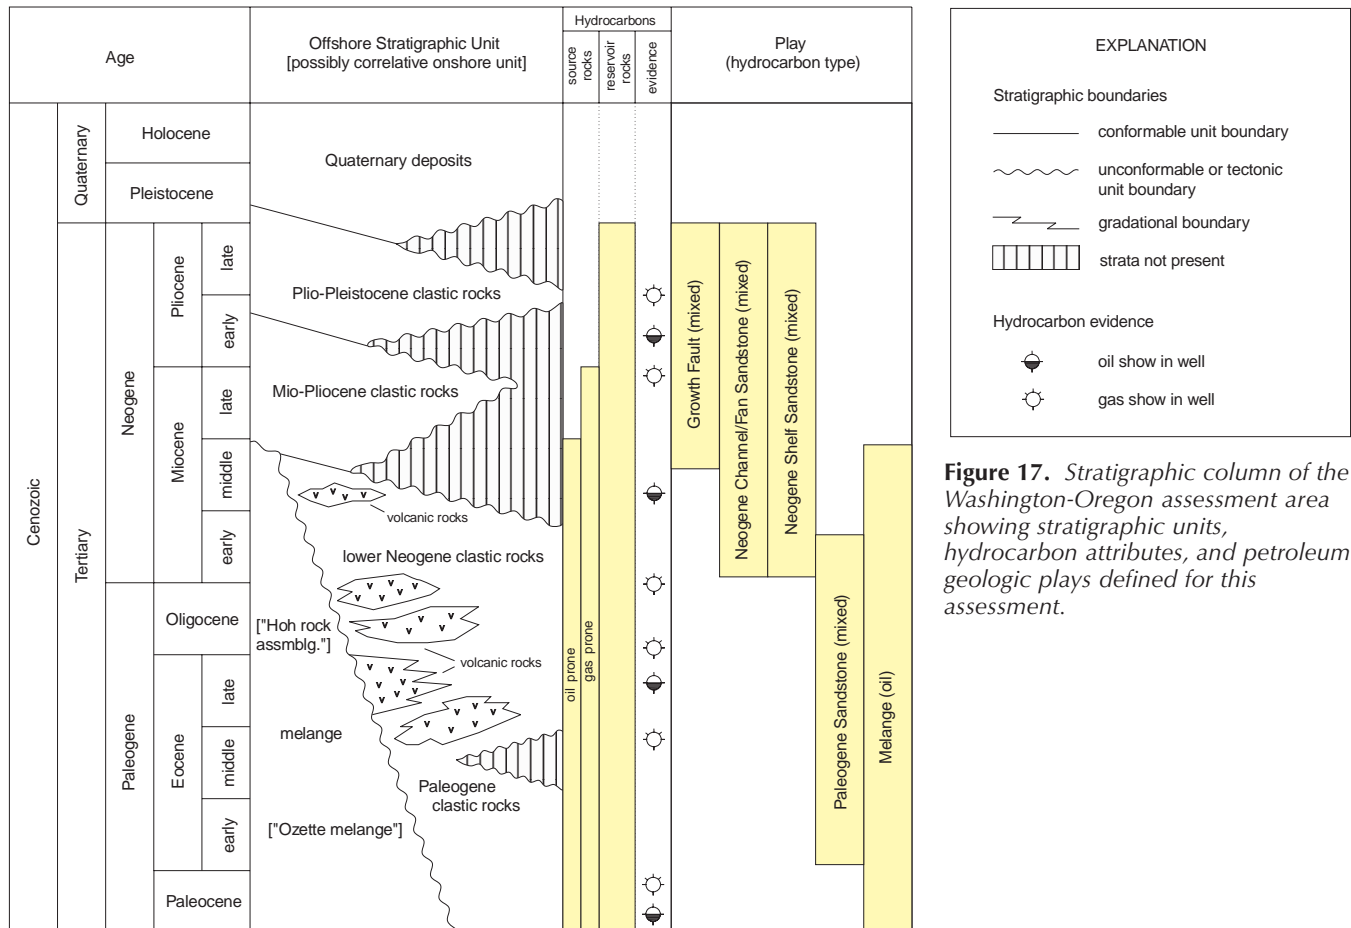 Age
Offshore Stratigraphic Unit
[possibly correlative onshore unit]
Hydrocarbons
source
rocks
reservoir
rocks
evidence
Play
(hydrocarbon type)
Cenozoic
Quaternary
Holocene
Pleistocene
Tertiary
Neogene
Pliocene
late
early
Miocene
late
middle
early
Paleogene
Oligocene
Eocene
late
middle
early
Paleocene
Quaternary deposits
Plio-Pleistocene clastic rocks
Mio-Pliocene clastic rocks
volcanic rocks
lower Neogene clastic rocks
["Hoh rock
assmblg."]
volcanic rocks
melange
Paleogene
clastic rocks
["Ozette melange"]
oil prone
gas prone
Growth Fault (mixed)
Neogene Channel/Fan Sandstone (mixed)
Neogene Shelf Sandstone (mixed)
Paleogene Sandstone (mixed)
Melange (oil)
EXPLANATION
Stratigraphic boundaries
conformable unit boundary
unconformable or tectonic
unit boundary
gradational boundary
strata not present
Hydrocarbon evidence
oil show in well
gas show in well
Figure 17. Stratigraphic column of the
Washington-Oregon assessment area
showing stratigraphic units,
hydrocarbon attributes, and petroleum
geologic plays defined for this
assessment.